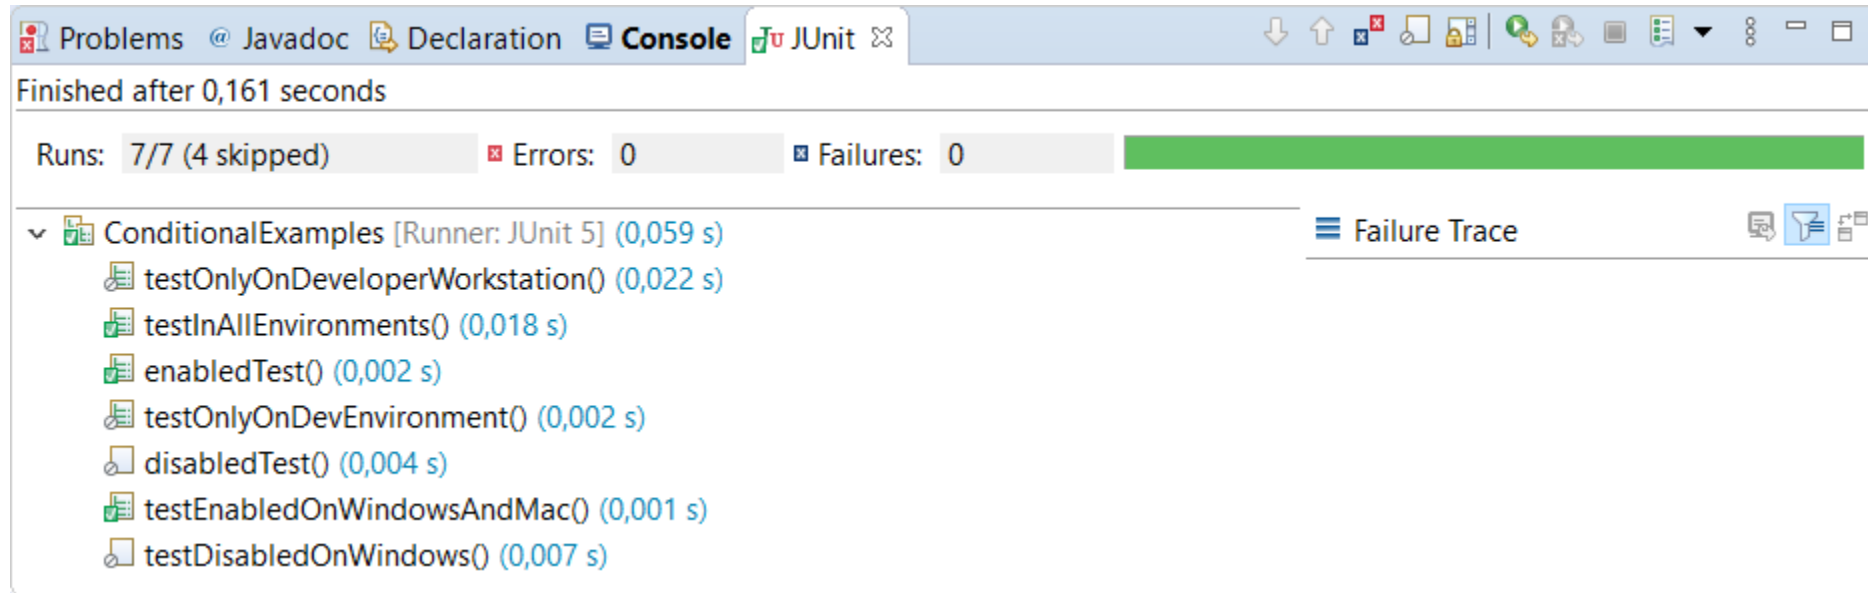 Problems @ Javadoc Declaration Console JUnit
Finished after 0,161 seconds
Runs: 7/7 (4 skipped) Errors: 0 Failures: 0
ConditionalExamples [Runner: JUnit 5] (0,059 s) Failure Trace
testOnlyOnDeveloperWorkstation() (0,022 s)
testInAllEnvironments() (0,018 s)
enabledTest() (0,002 s)
testOnlyOnDevEnvironment() (0,002 s)
disabledTest() (0,004 s)
testEnabledOnWindowsAndMac() (0,001 s)
testDisabledOnWindows() (0,007 s)